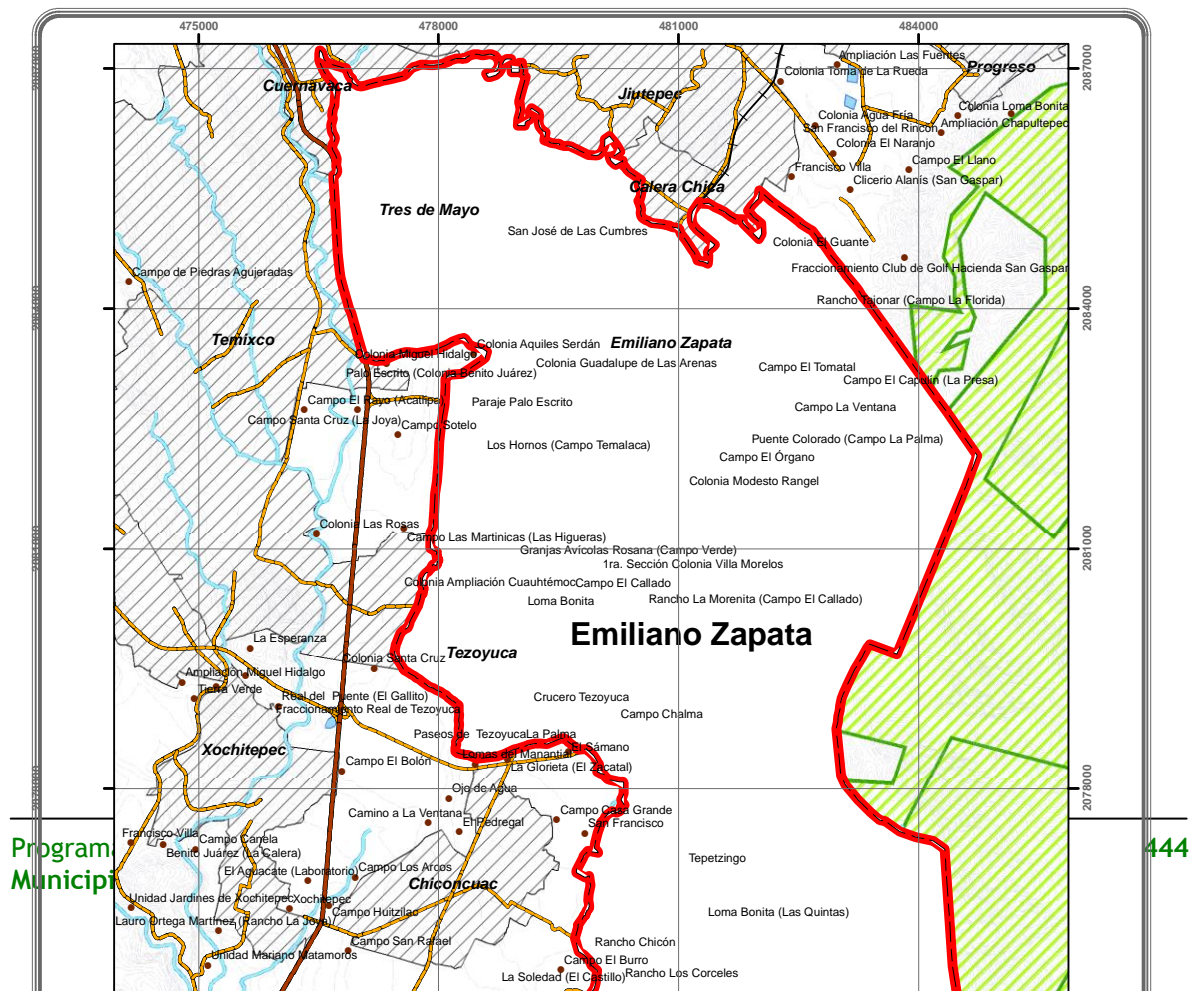 475000 478000 481000 484000
2087000 2087000
Ampliación Las Fuentes
Progreso
Colonia Toma de La Rueda
Cuernavaca
Jiutepec
Colonia Loma Bonita
Colonia Agua Fría
Ampliación Chapultepec
San Francisco del Rincón
Colonia El Naranjo
Campo El Llano
Francisco Villa
Clicerio Alanís (San Gaspar)
Calera Chica
Tres de Mayo
San José de Las Cumbres
Colonia El Guante
Fraccionamiento Club de Golf Hacienda San Gaspar
Campo de Piedras Agujeradas
Rancho Tajonar (Campo La Florida)
2084000 2084000
Temixco
Colonia Aquiles Serdán
Emiliano Zapata
Colonia Miguel Hidalgo
Colonia Guadalupe de Las Arenas
Campo El Tomatal
Palo Escrito (Colonia Benito Juárez)
Campo El Capolín (La Presa)
Campo El Rayo (Acatlipa)
Paraje Palo Escrito
Campo La Ventana
Campo Santa Cruz (La Joya)
Campo Sotelo
Puente Colorado (Campo La Palma)
Los Hornos (Campo Temalaca)
Campo El Órgano
Colonia Modesto Rangel
Colonia Las Rosas
Campo Las Martinicas (Las Higueras)
2081000 2081000
Granjas Avícolas Rosana (Campo Verde)
1ra. Sección Colonia Villa Morelos
Colonia Ampliación Cuauhtémoc
Campo El Callado
Loma Bonita
Rancho La Morenita (Campo El Callado)
Emiliano Zapata
La Esperanza
Tezoyuca
Colonia Santa Cruz
Ampliación Miguel Hidalgo
Tierra Verde
Real del Puente (El Gallito)
Crucero Tezoyuca
Fraccionamiento Real de Tezoyuca
Campo Chalma
Paseos de Tezoyuca
La Palma
Xochitepec
El Sámano
Lomas del Manantial
Campo El Bolón
La Glorieta (El Zacatal)
2078000 2078000
Ojo de Agua
Camino a La Ventana
Campo Casa Grande
El Pedregal
San Francisco
Francisco Villa
Campo Canela
Programa
444
Benito Juárez (La Calera)
Tepetzingo
El Aguacate (Laboratorio)
Campo Los Arcos
Municipi
Chiconcuac
Unidad Jardines de Xochitepec
Xochitepec
Campo Huitzilac
Loma Bonita (Las Quintas)
Lauro Ortega Martínez (Rancho La Joya)
Campo San Rafael
Rancho Chicón
Unidad Mariano Matamoros
Campo El Burro
La Soledad (El Castillo)
Rancho Los Corceles